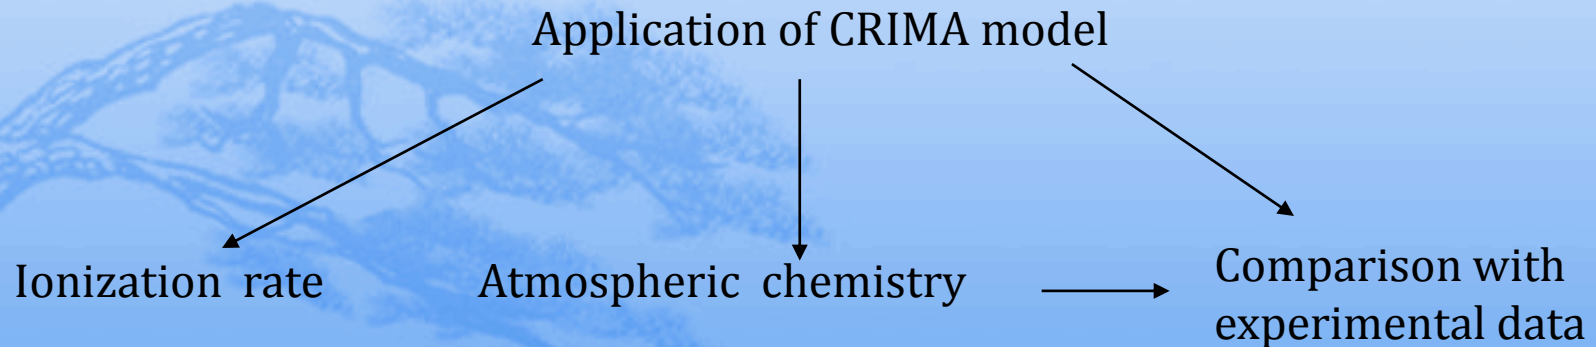 Application of CRIMA model
Ionization rate
Atmospheric chemistry
Comparison with
experimental data